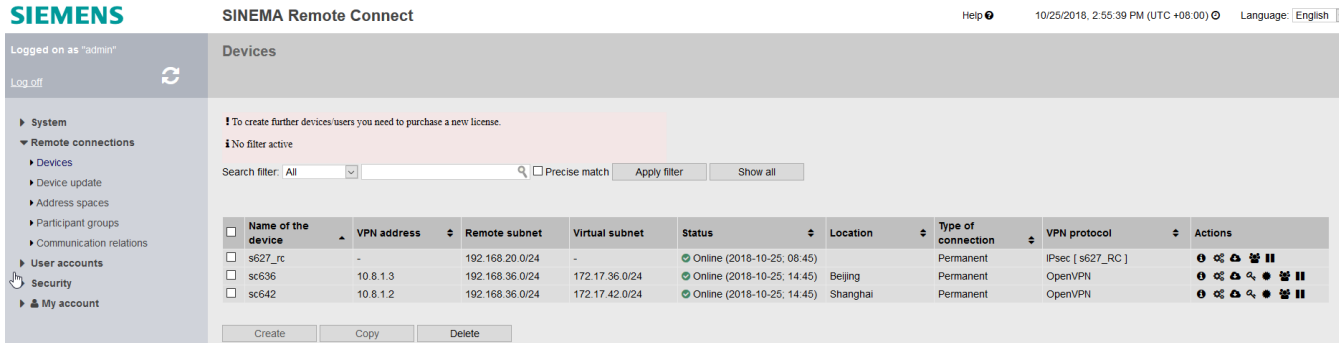 SIEMENS
SINEMA Remote Connect
Help
10/25/2018, 2:55:39 PM (UTC +08:00)
Language: English
Logged on as "admin"
Log off
Devices
System
Remote connections
Devices
Device update
Address spaces
Participant groups
Communication relations
User accounts
Security
My account
! To create further devices/users you need to purchase a new license.
i No filter active
Search filter: All Precise match Apply filter Show all
Name of the device VPN address Remote subnet Virtual subnet Status Location Type of connection VPN protocol Actions
s627_rc - 192.168.20.0/24 - Online (2018-10-25; 08:45) Permanent IPsec [ s627_RC ]
sc636 10.8.1.3 192.168.36.0/24 172.17.36.0/24 Online (2018-10-25; 14:45) Beijing Permanent OpenVPN
sc642 10.8.1.2 192.168.36.0/24 172.17.42.0/24 Online (2018-10-25; 14:45) Shanghai Permanent OpenVPN
Create Copy Delete